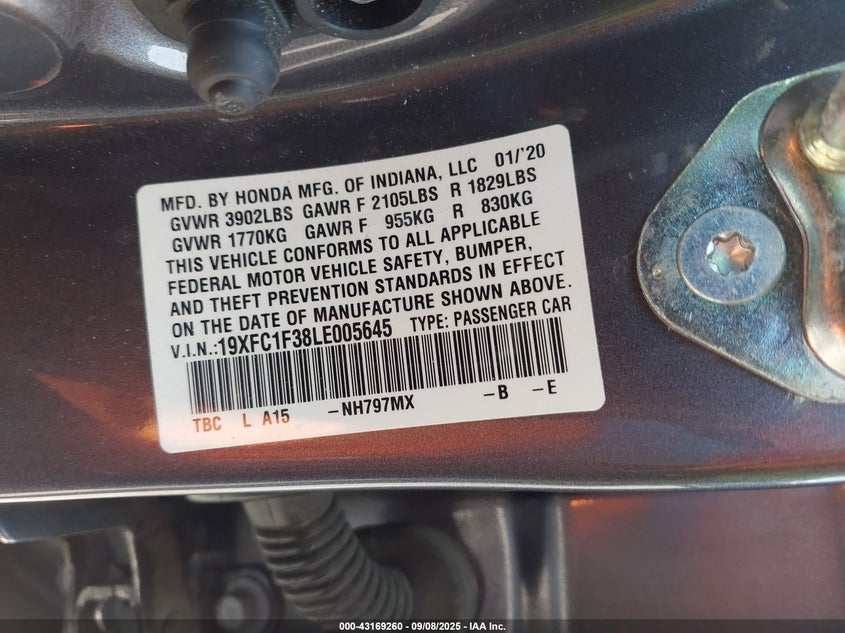 MFD. BY HONDA MFG. OF INDIANA, LLC 01/'20
GVWR 3902LBS GAWR F 2105LBS R 1829LBS
GVWR 1770KG GAWR F 955KG R 830KG
THIS VEHICLE CONFORMS TO ALL APPLICABLE
FEDERAL MOTOR VEHICLE SAFETY, BUMPER,
AND THEFT PREVENTION STANDARDS IN EFFECT
ON THE DATE OF MANUFACTURE SHOWN ABOVE.
V.I.N.:19XFC1F38LE005645 TYPE: PASSENGER CAR
TBC L A15 -NH797MX -B -E
000-43169260 - 09/08/2025 - IAA Inc.